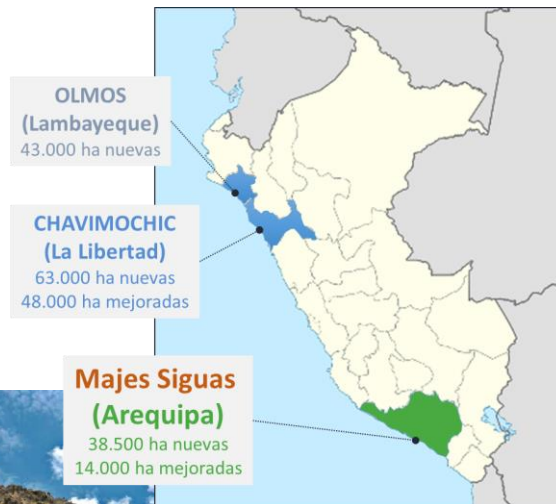 OLMOS
(Lambayeque)
43.000 ha nuevas
CHAVIMOCHIC
(La Libertad)
63.000 ha nuevas
48.000 ha mejoradas
Majes Siguas
(Arequipa)
38.500 ha nuevas
14.000 ha mejoradas